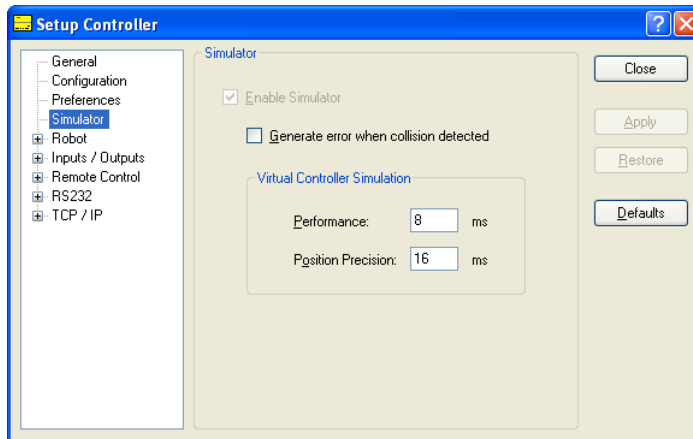 Setup Controller
General
Configuration
Preferences
Simulator
Robot
Inputs / Outputs
Remote Control
RS232
TCP / IP
Simulator
Enable Simulator
Generate error when collision detected
Virtual Controller Simulation
Performance: 8 ms
Position Precision: 16 ms
Close
Apply
Restore
Defaults